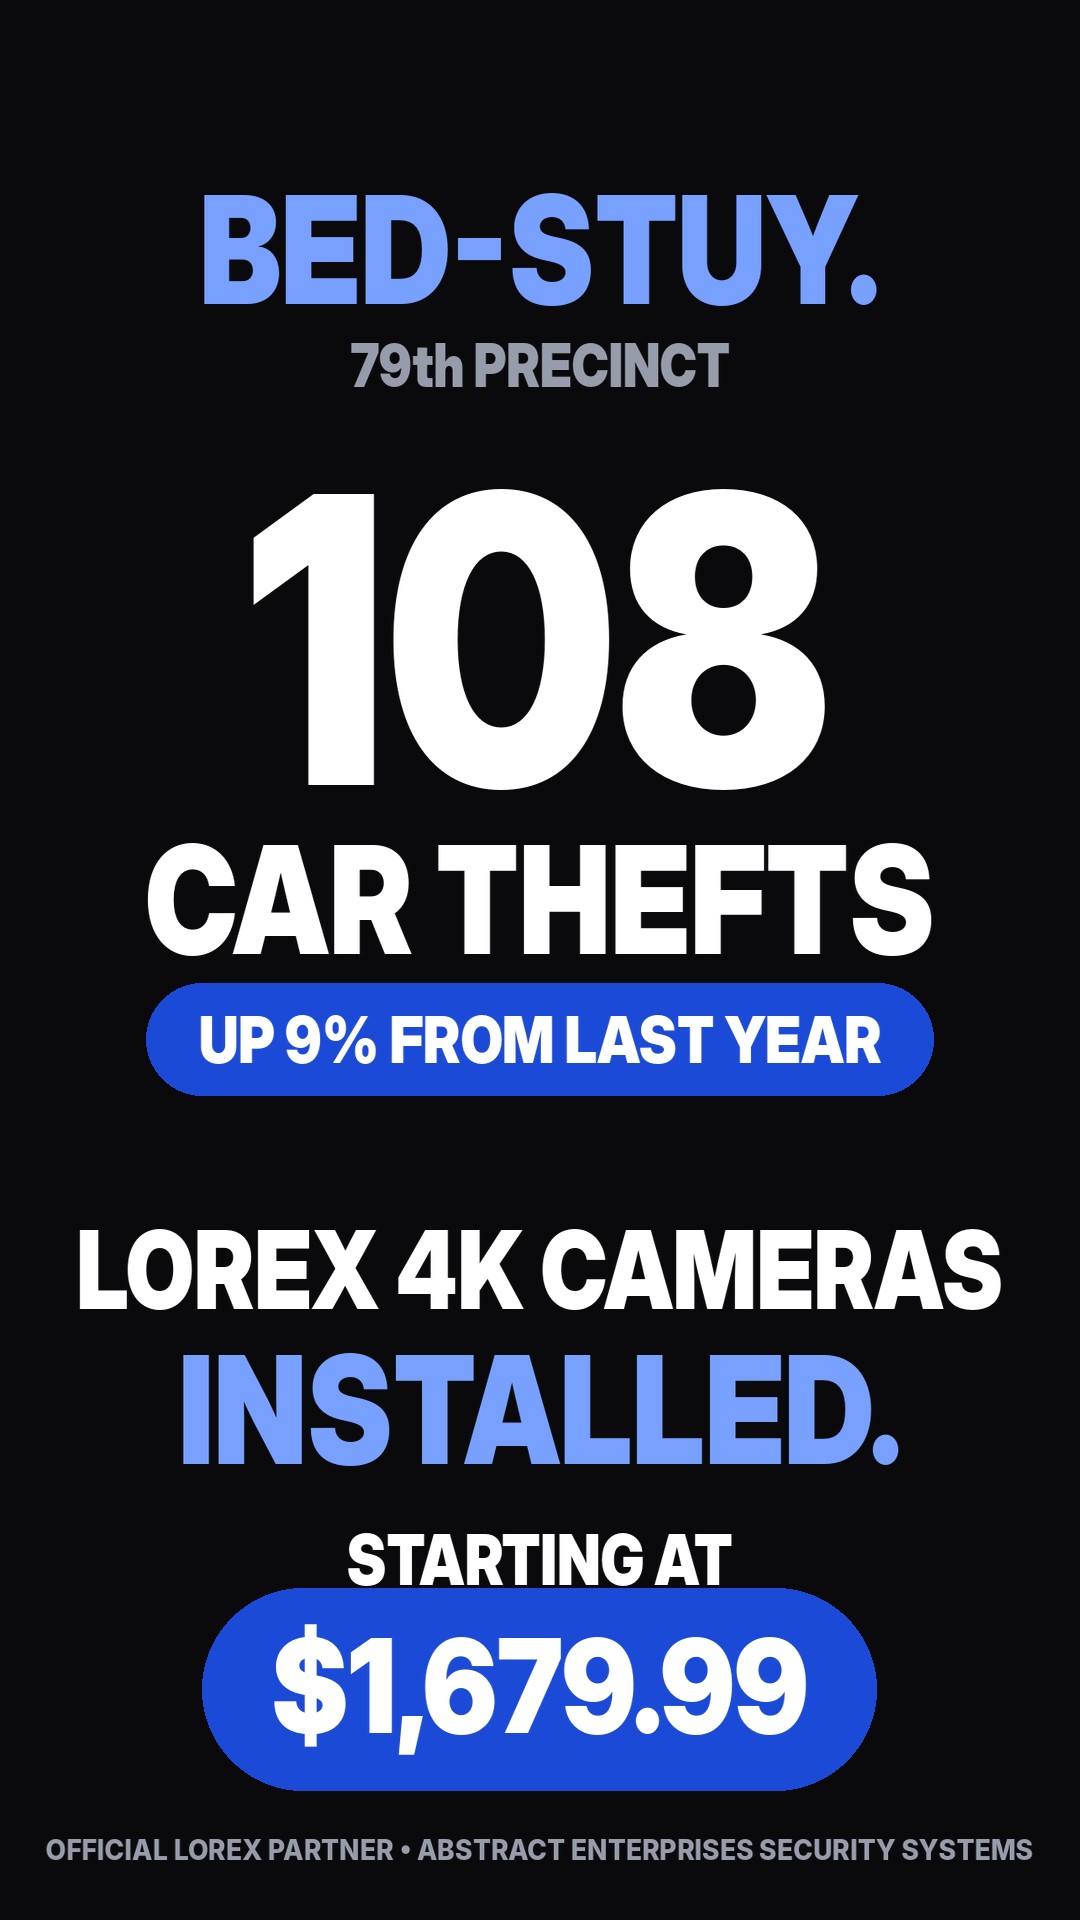 BED-STUY.
79th PRECINCT
108
CAR THEFTS
UP 9% FROM LAST YEAR
LOREX 4K CAMERAS
INSTALLED.
STARTING AT
$1,679.99
OFFICIAL LOREX PARTNER • ABSTRACT ENTERPRISES SECURITY SYSTEMS